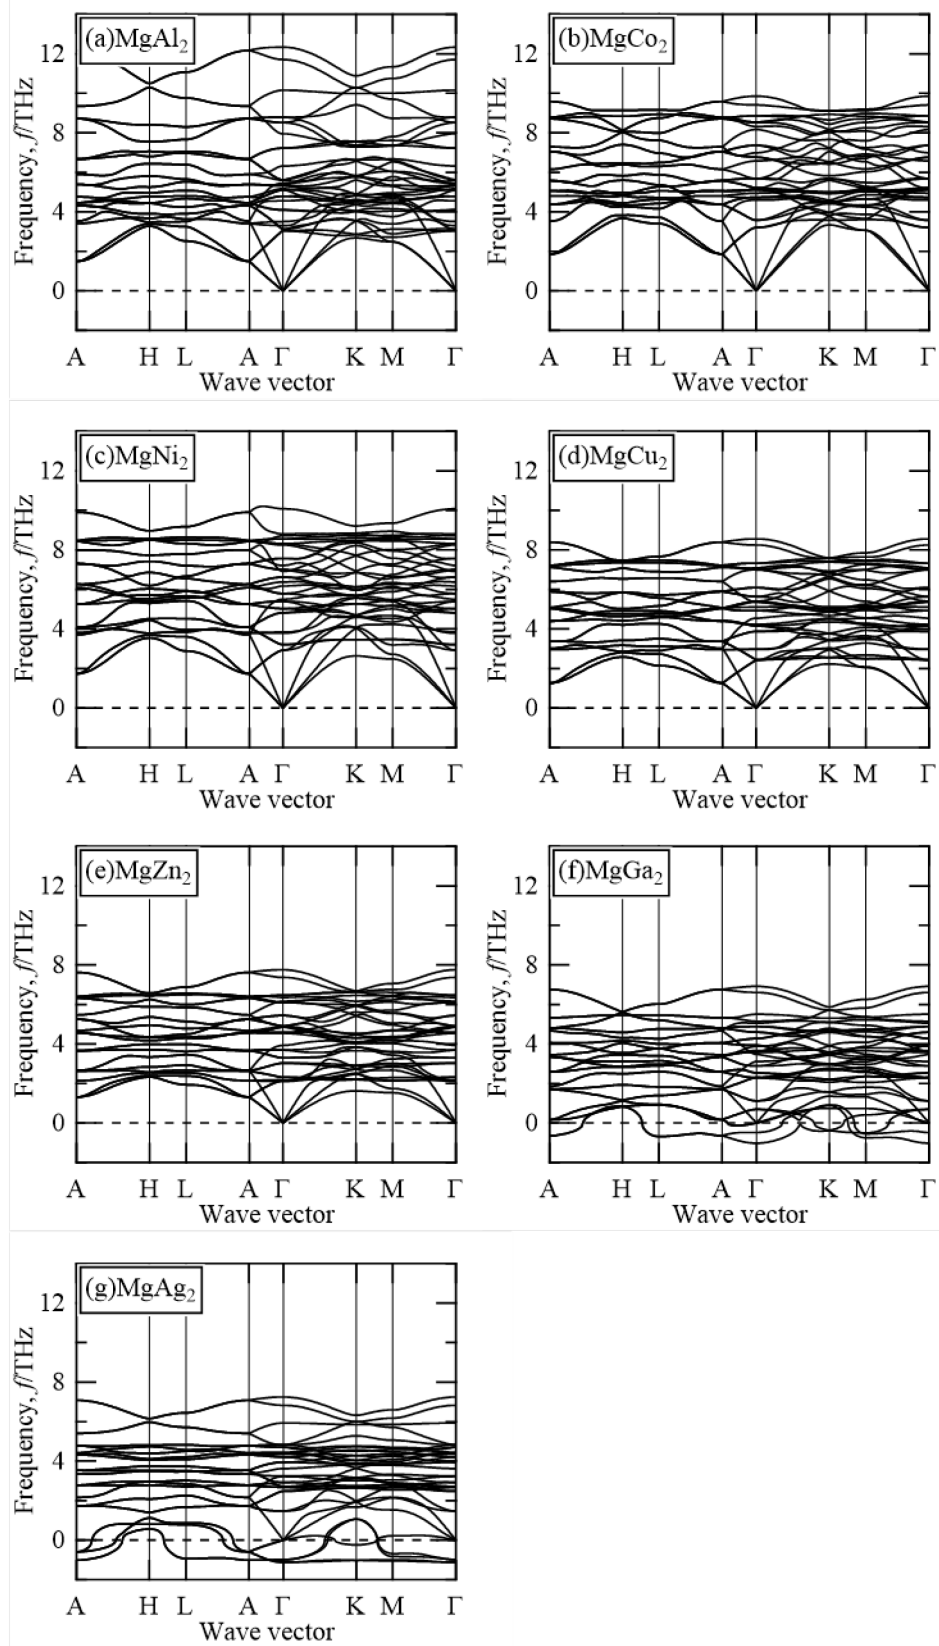 (a)MgAl2
12
8
4
0
Frequency, f/THz
A H L A Γ K M Γ
Wave vector
(b)MgCo2
12
8
4
0
Frequency, f/THz
A H L A Γ K M Γ
Wave vector
(c)MgNi2
12
8
4
0
Frequency, f/THz
A H L A Γ K M Γ
Wave vector
(d)MgCu2
12
8
4
0
Frequency, f/THz
A H L A Γ K M Γ
Wave vector
(e)MgZn2
12
8
4
0
Frequency, f/THz
A H L A Γ K M Γ
Wave vector
(f)MgGa2
12
8
4
0
Frequency, f/THz
A H L A Γ K M Γ
Wave vector
(g)MgAg2
12
8
4
0
Frequency, f/THz
A H L A Γ K M Γ
Wave vector